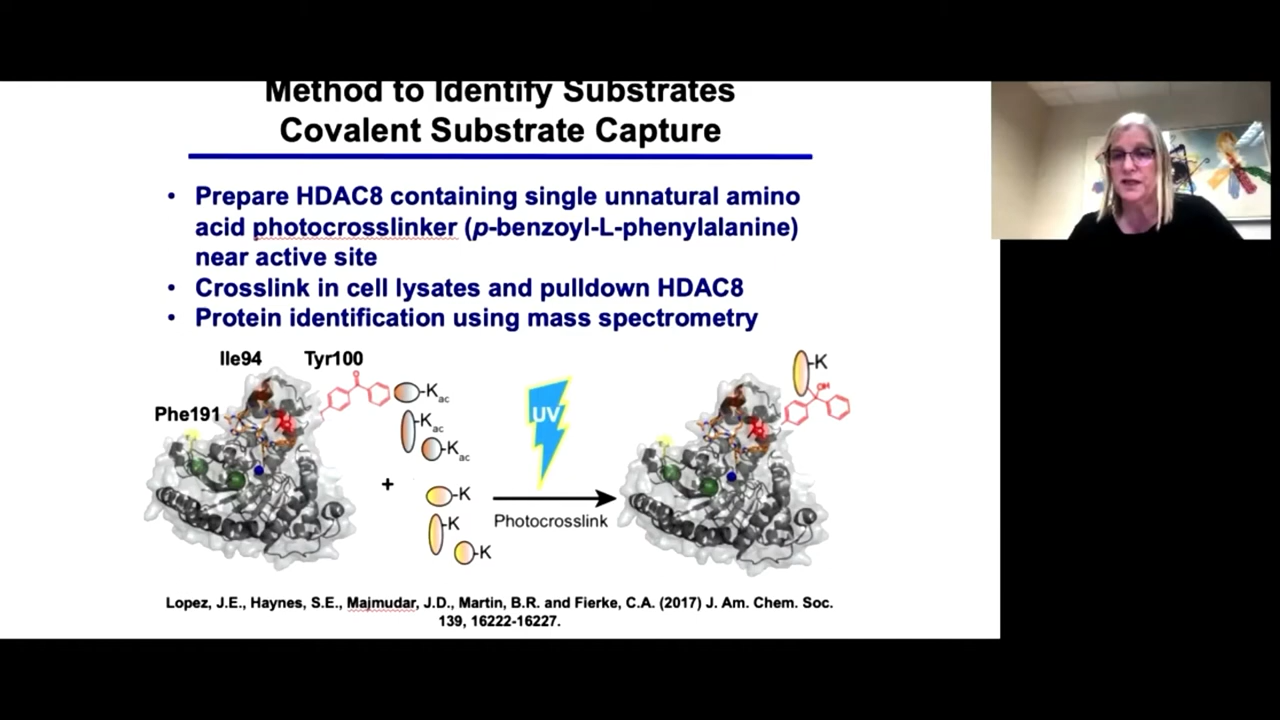 Method to Identify Substrates
Covalent Substrate Capture
• Prepare HDAC8 containing single unnatural amino
acid photocrosslinker (p-benzoyl-L-phenylalanine)
near active site
• Crosslink in cell lysates and pulldown HDAC8
• Protein identification using mass spectrometry
Ile94 Tyr100
Phe191
-Kac
-Kac
-Kac
+
-K
-K
-K
UV
Photocrosslink
-K
OH
O
Lopez, J.E., Haynes, S.E., Majmudar, J.D., Martin, B.R. and Fierke, C.A. (2017) J. Am. Chem. Soc.
139, 16222-16227.